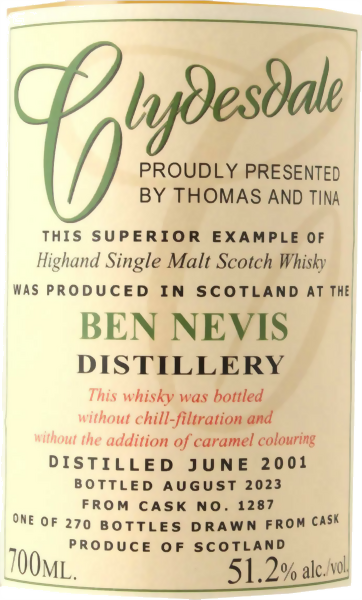 Clydesdale
PROUDLY PRESENTED
BY THOMAS AND TINA
THIS SUPERIOR EXAMPLE OF
Highand Single Malt Scotch Whisky
WAS PRODUCED IN SCOTLAND AT THE
BEN NEVIS
DISTILLERY
This whisky was bottled
without chill-filtration and
without the addition of caramel colouring
DISTILLED JUNE 2001
BOTTLED AUGUST 2023
FROM CASK NO. 1287
ONE OF 270 BOTTLES DRAWN FROM CASK
PRODUCE OF SCOTLAND
700ML. 51.2% alc./vol.